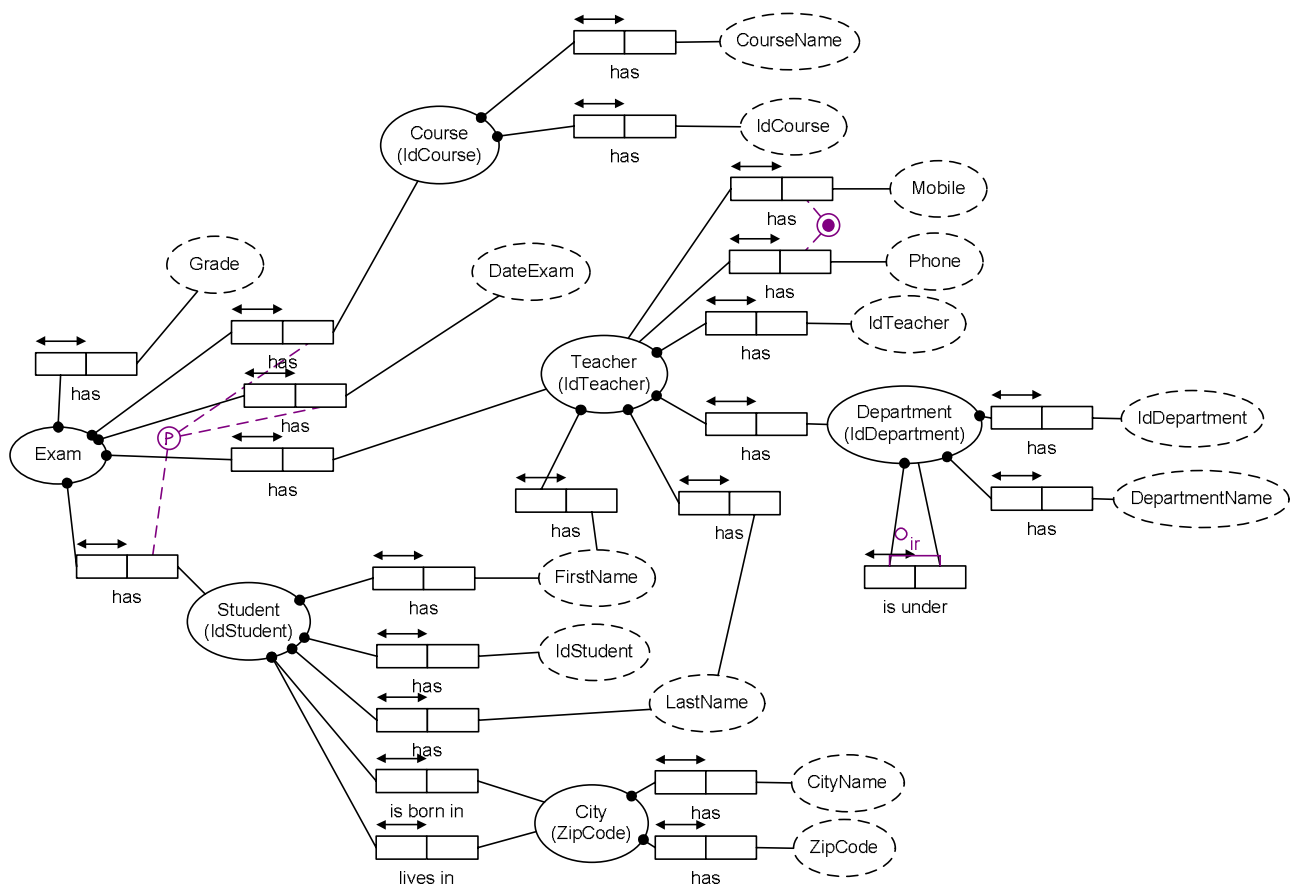 CourseName
has
Course
(IdCourse)
IdCourse
has
Mobile
has
Grade
DateExam
Phone
has
IdTeacher
has
has
Teacher
(IdTeacher)
has
has
Department
(IdDepartment)
IdDepartment
has
has
P
Exam
has
has
DepartmentName
has
has
has
ir
is under
has
FirstName
has
Student
(IdStudent)
IdStudent
has
LastName
has
is born in
CityName
has
City
(ZipCode)
ZipCode
lives in
has